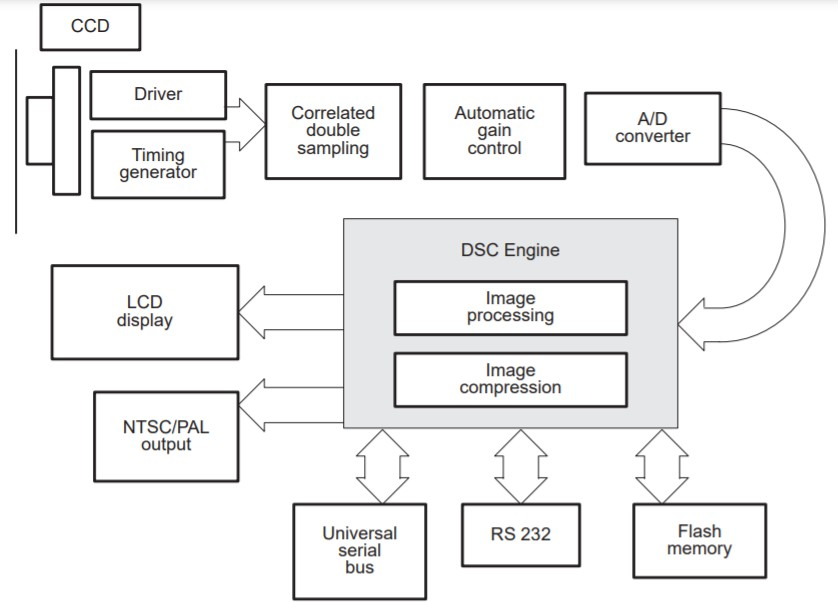 CCD
Driver
Timing
generator
Correlated
double
sampling
Automatic
gain
control
A/D
converter
DSC Engine
Image
processing
Image
compression
LCD
display
NTSC/PAL
output
Universal
serial
bus
RS 232
Flash
memory